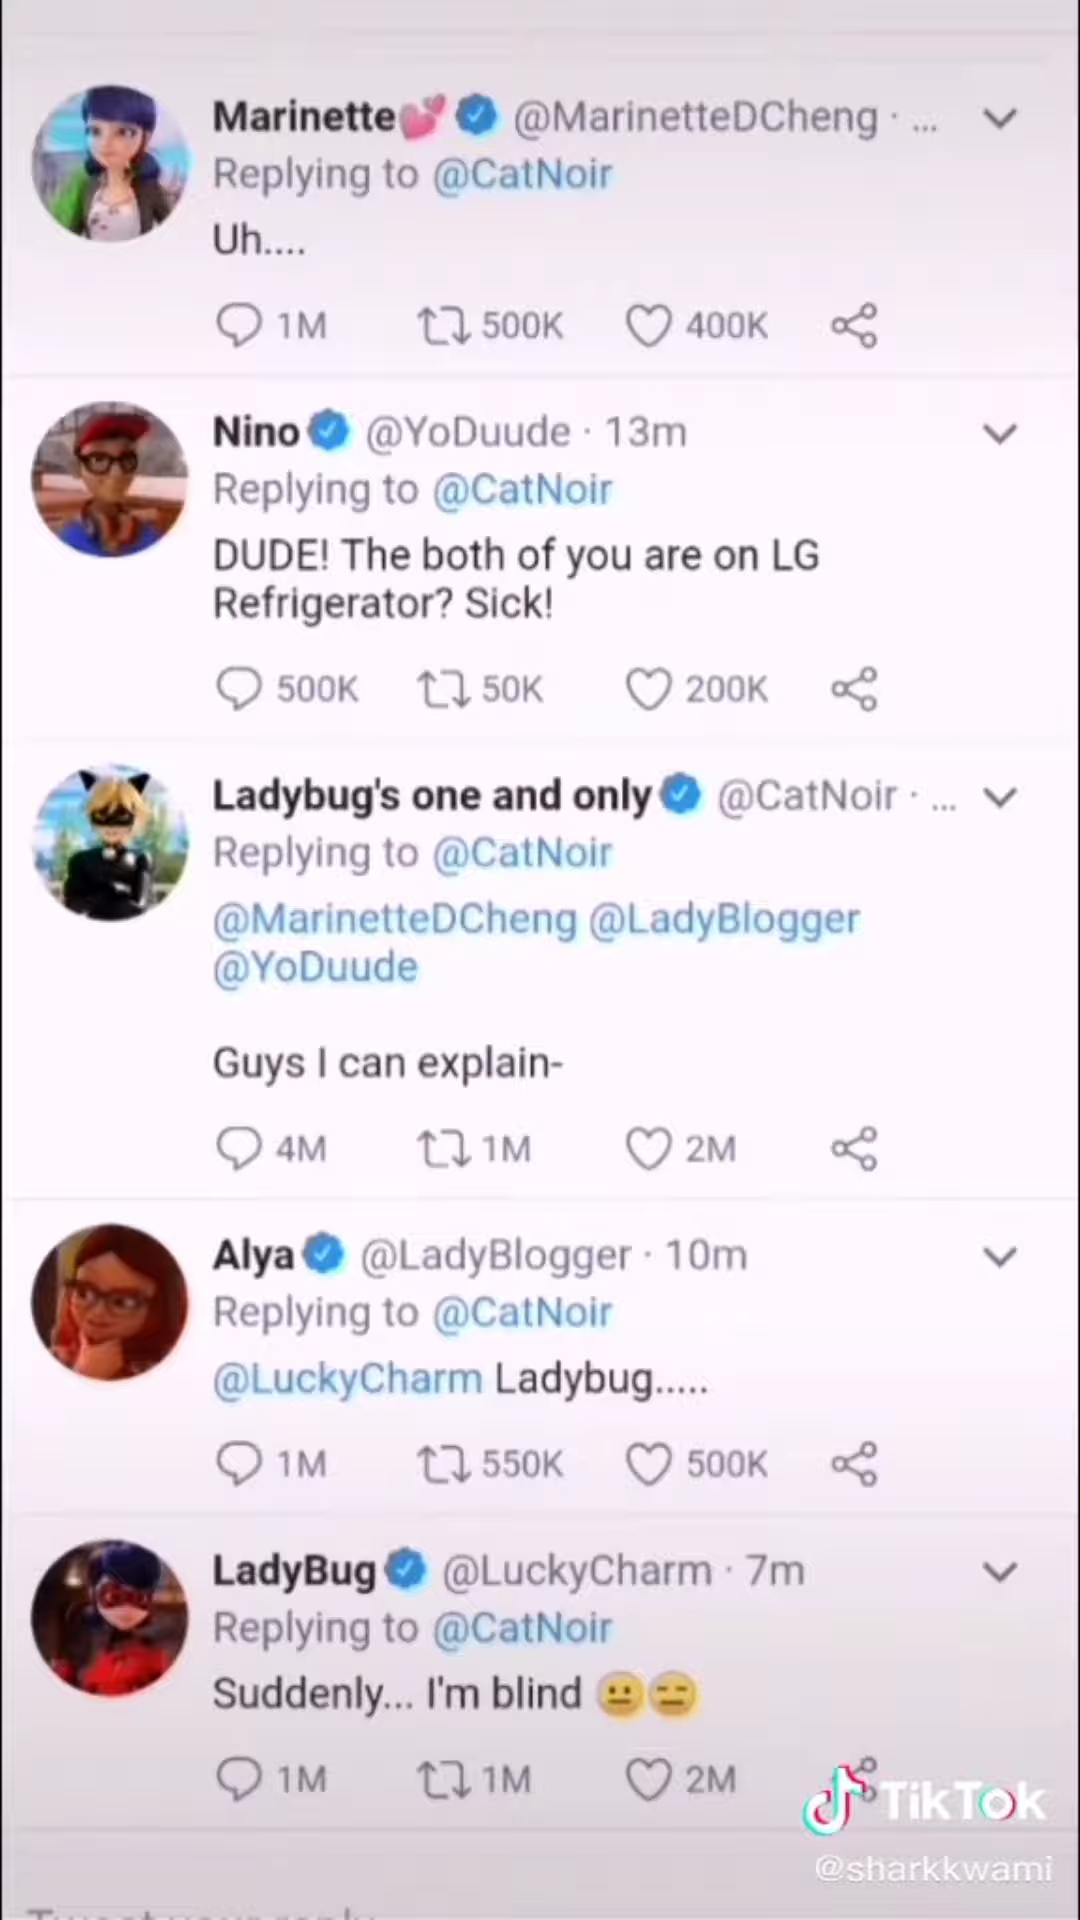 Marinette💕 @MarinetteDCheng · ...
Replying to @CatNoir
Uh....
1M 500K 400K
Nino @YoDuude · 13m
Replying to @CatNoir
DUDE! The both of you are on LG
Refrigerator? Sick!
500K 50K 200K
Ladybug's one and only @CatNoir · ...
Replying to @CatNoir
@MarinetteDCheng @LadyBlogger
@YoDuude
Guys I can explain-
4M 1M 2M
Alya @LadyBlogger · 10m
Replying to @CatNoir
@LuckyCharm Ladybug.....
1M 550K 500K
LadyBug @LuckyCharm · 7m
Replying to @CatNoir
Suddenly... I'm blind 😐😑
1M 1M 2M
TikTok
@sharkkwami
Tweet your reply